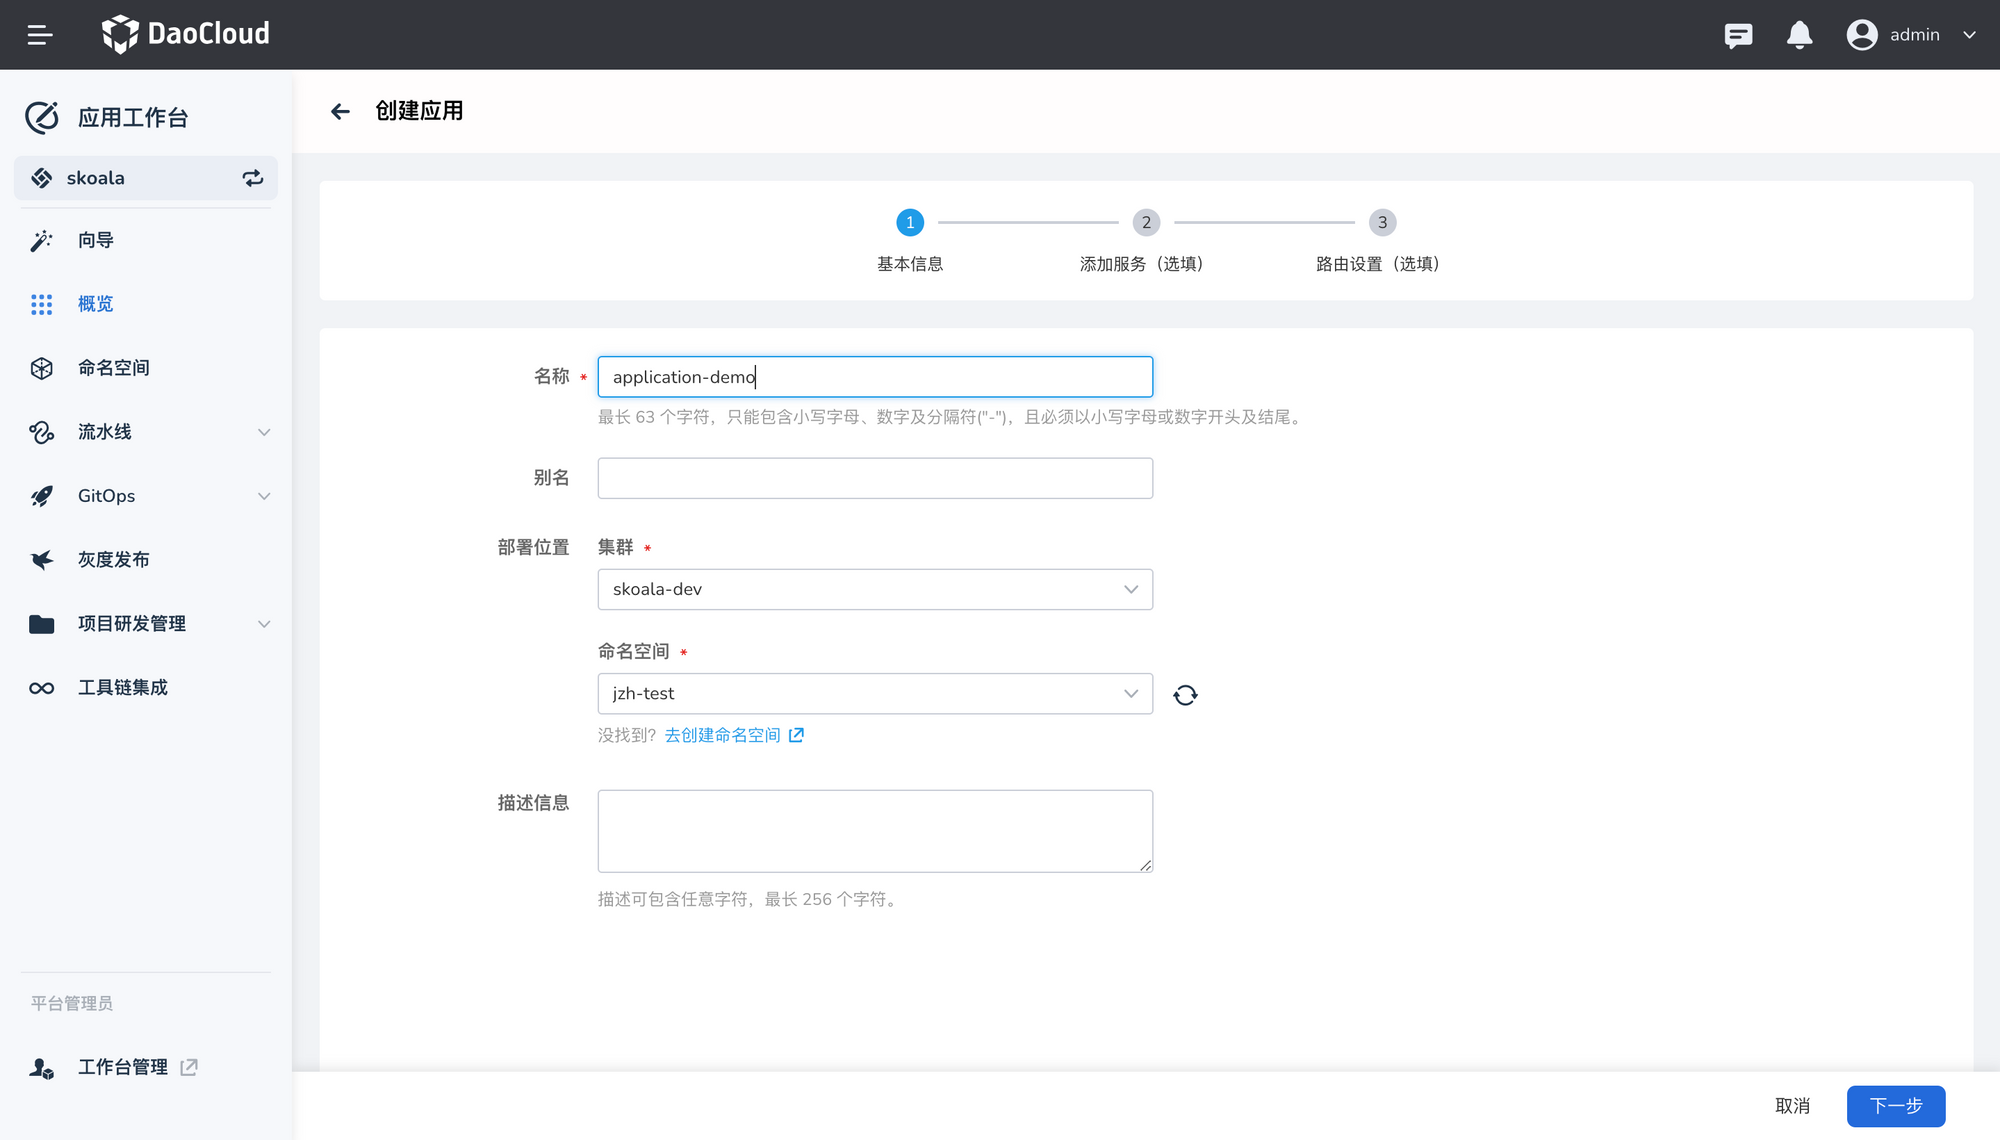 DaoCloud
admin
应用工作台
skoala
向导
概览
命名空间
流水线
GitOps
灰度发布
项目研发管理
工具链集成
平台管理员
工作台管理
创建应用
1
2
3
基本信息
添加服务（选填）
路由设置（选填）
名称 *
application-demo
最长 63 个字符，只能包含小写字母、数字及分隔符("-")，且必须以小写字母或数字开头及结尾。
别名
部署位置
集群 *
skoala-dev
命名空间 *
jzh-test
没找到? 去创建命名空间
描述信息
描述可包含任意字符，最长 256 个字符。
取消
下一步